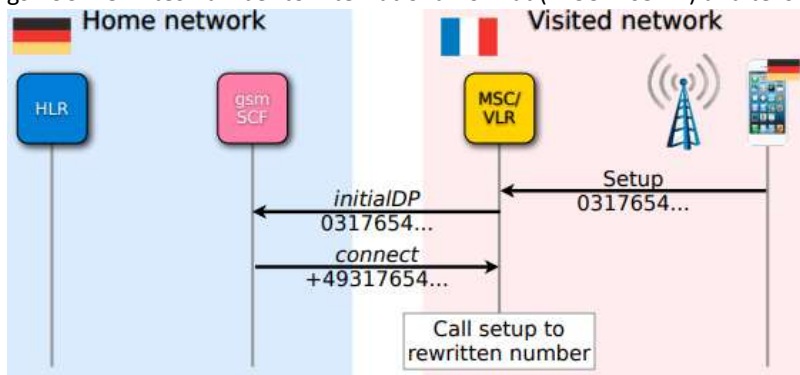 Home network
Visited network
HLR
gsm
SCF
MSC/
VLR
Setup
0317654...
initialDP
0317654...
connect
+49317654...
Call setup to
rewritten number